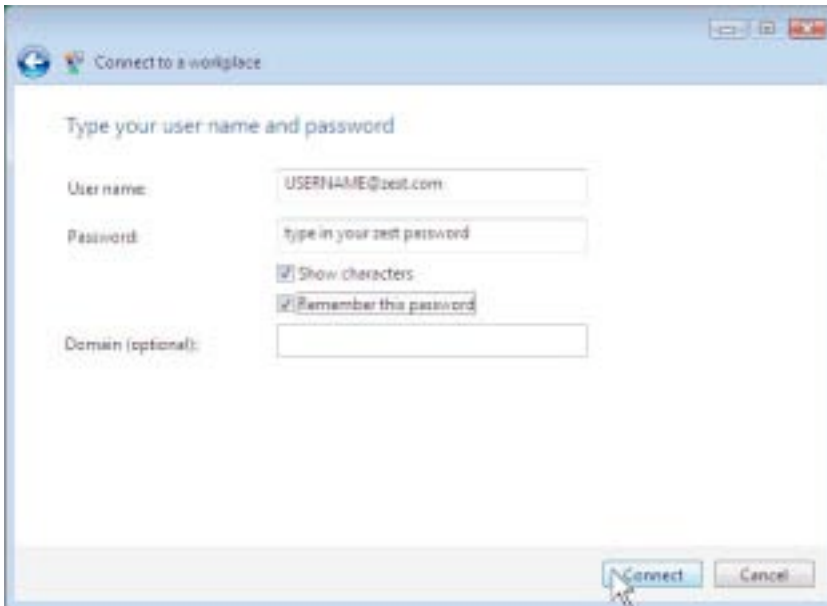 Connect to a workplace
Type your user name and password
User name:
USERNAME@zest.com
Password:
type in your zest password
Show characters
Remember this password
Domain (optional):
Connect
Cancel